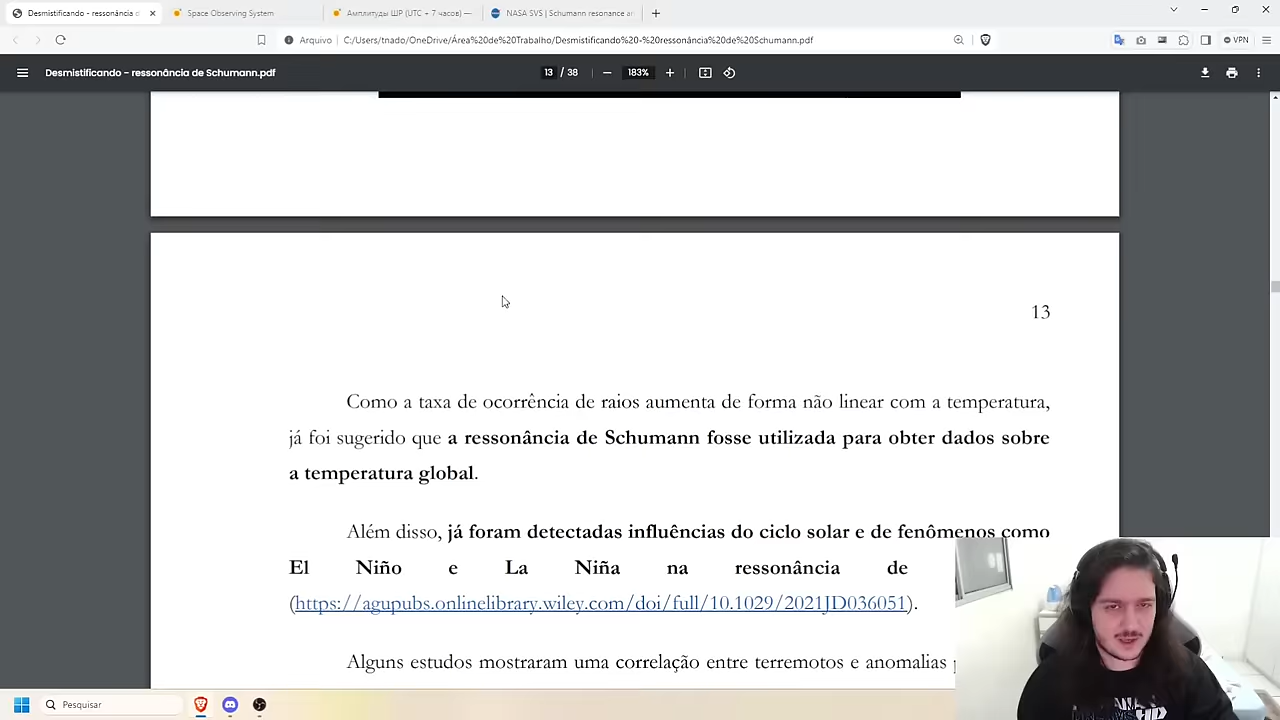 Desmistificando - ressonância d
Space Observing System
Амплитуды ШР (UTC + 7 часов) —
NASA SVS | Schumann resonance an
Arquivo
C:/Users/tnado/OneDrive/Área%20de%20Trabalho/Desmistificando%20-%20ressonância%20de%20Schumann.pdf
VPN
Desmistificando - ressonância de Schumann.pdf
13 / 38
183%
13
Como a taxa de ocorrência de raios aumenta de forma não linear com a temperatura,
já foi sugerido que a ressonância de Schumann fosse utilizada para obter dados sobre
a temperatura global.
Além disso, já foram detectadas influências do ciclo solar e de fenômenos como
El Niño e La Niña na ressonância de
(https://agupubs.onlinelibrary.wiley.com/doi/full/10.1029/2021JD036051).
Alguns estudos mostraram uma correlação entre terremotos e anomalias
Pesquisar